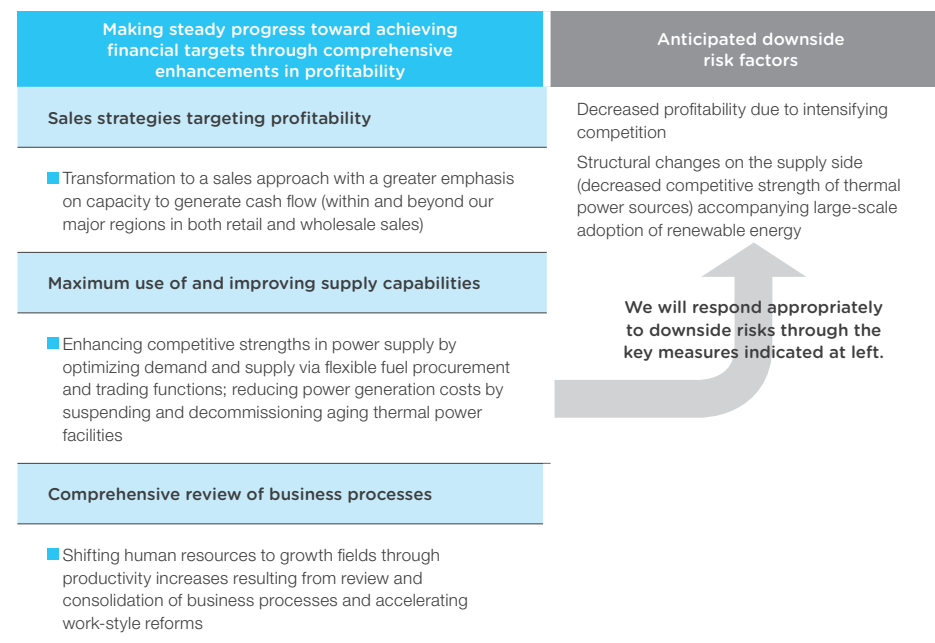 Making steady progress toward achieving
financial targets through comprehensive
enhancements in profitability
Sales strategies targeting profitability
Transformation to a sales approach with a greater emphasis
on capacity to generate cash flow (within and beyond our
major regions in both retail and wholesale sales)
Maximum use of and improving supply capabilities
Enhancing competitive strengths in power supply by
optimizing demand and supply via flexible fuel procurement
and trading functions; reducing power generation costs by
suspending and decommissioning aging thermal power
facilities
Comprehensive review of business processes
Shifting human resources to growth fields through
productivity increases resulting from review and
consolidation of business processes and accelerating
work-style reforms
Anticipated downside
risk factors
Decreased profitability due to intensifying
competition
Structural changes on the supply side
(decreased competitive strength of thermal
power sources) accompanying large-scale
adoption of renewable energy
We will respond appropriately
to downside risks through the
key measures indicated at left.